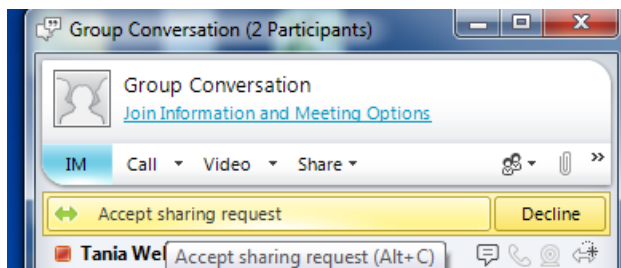 Group Conversation (2 Participants)
Group Conversation
Join Information and Meeting Options
IM Call Video Share
Accept sharing request Decline
Tania
Accept sharing request (Alt+C)